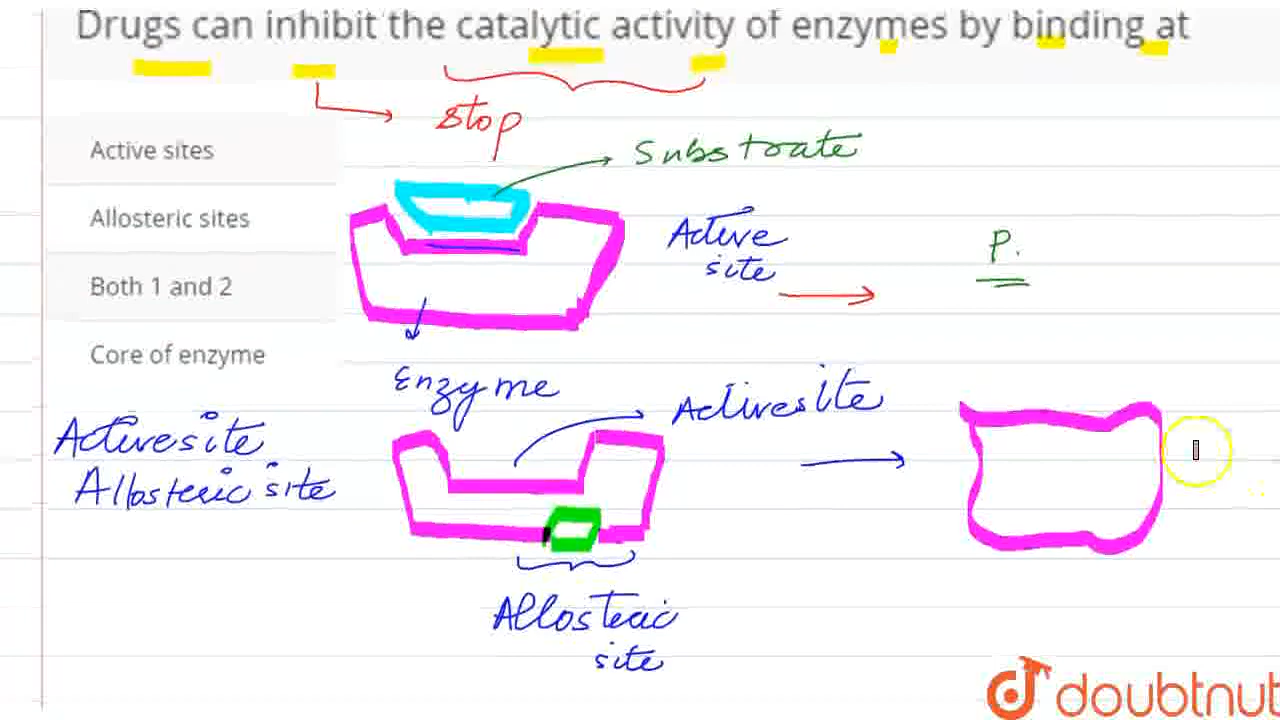 Drugs can inhibit the catalytic activity of enzymes by binding at
Stop
Active sites
Substrate
Allosteric sites
Active
site
P.
Both 1 and 2
Core of enzyme
Enzyme
Activesite
Activesite
Allosteric site
Allosteric
site
doubtnut